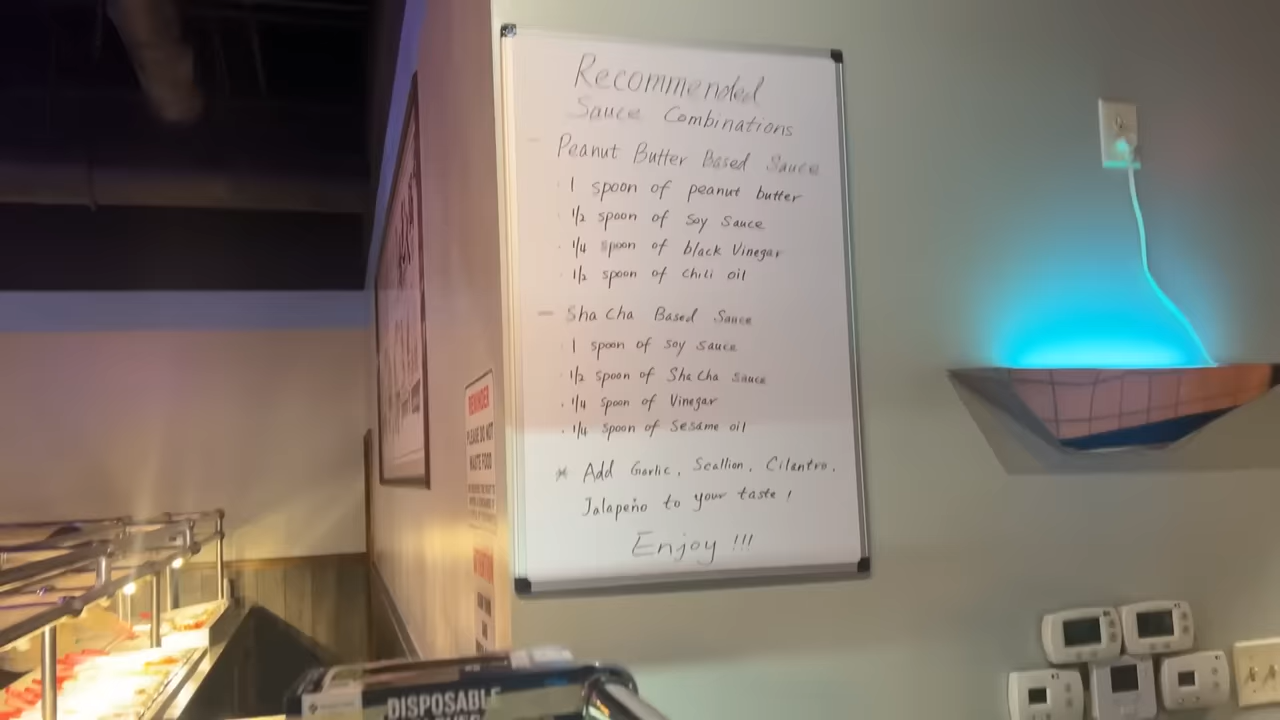 Recommended
Sauce Combinations
- Peanut Butter Based Sauce
· 1 spoon of peanut butter
· 1/2 spoon of Soy Sauce
· 1/4 spoon of black Vinegar
· 1/2 spoon of Chili oil
- Sha Cha Based Sauce
· 1 spoon of soy sauce
· 1/2 spoon of Sha Cha sauce
· 1/4 spoon of Vinegar
· 1/4 spoon of Sesame oil
* Add Garlic, Scallion, Cilantro,
Jalapeño to your taste!
Enjoy!!!
REMINDER
PLEASE DO NOT
WASTE FOOD
DISPOSABLE